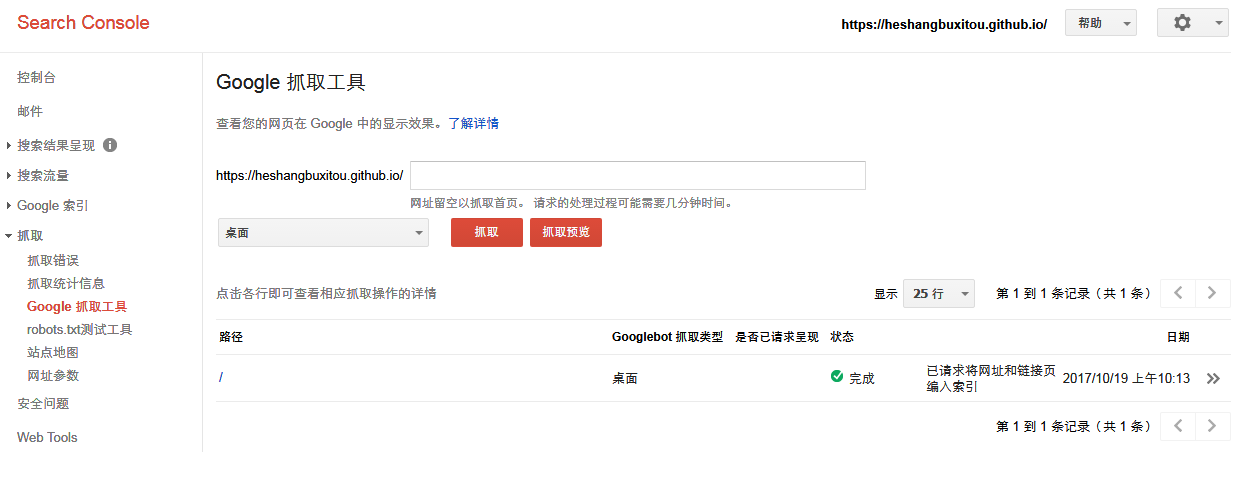 Search Console
https://heshangbuxitou.github.io/
帮助
控制台
邮件
搜索结果呈现
搜索流量
Google 索引
抓取
抓取错误
抓取统计信息
Google 抓取工具
robots.txt测试工具
站点地图
网址参数
安全问题
Web Tools
Google 抓取工具
查看您的网页在 Google 中的显示效果。了解详情
https://heshangbuxitou.github.io/
网址留空以抓取首页。 请求的处理过程可能需要几分钟时间。
桌面 抓取 抓取预览
点击各行即可查看相应抓取操作的详情 显示 25 行 第 1 到 1 条记录（共 1 条）
路径 Googlebot 抓取类型 是否已请求呈现 状态 日期
/ 桌面 完成 已请求将网址和链接页 2017/10/19 上午10:13
编入索引
第 1 到 1 条记录（共 1 条）